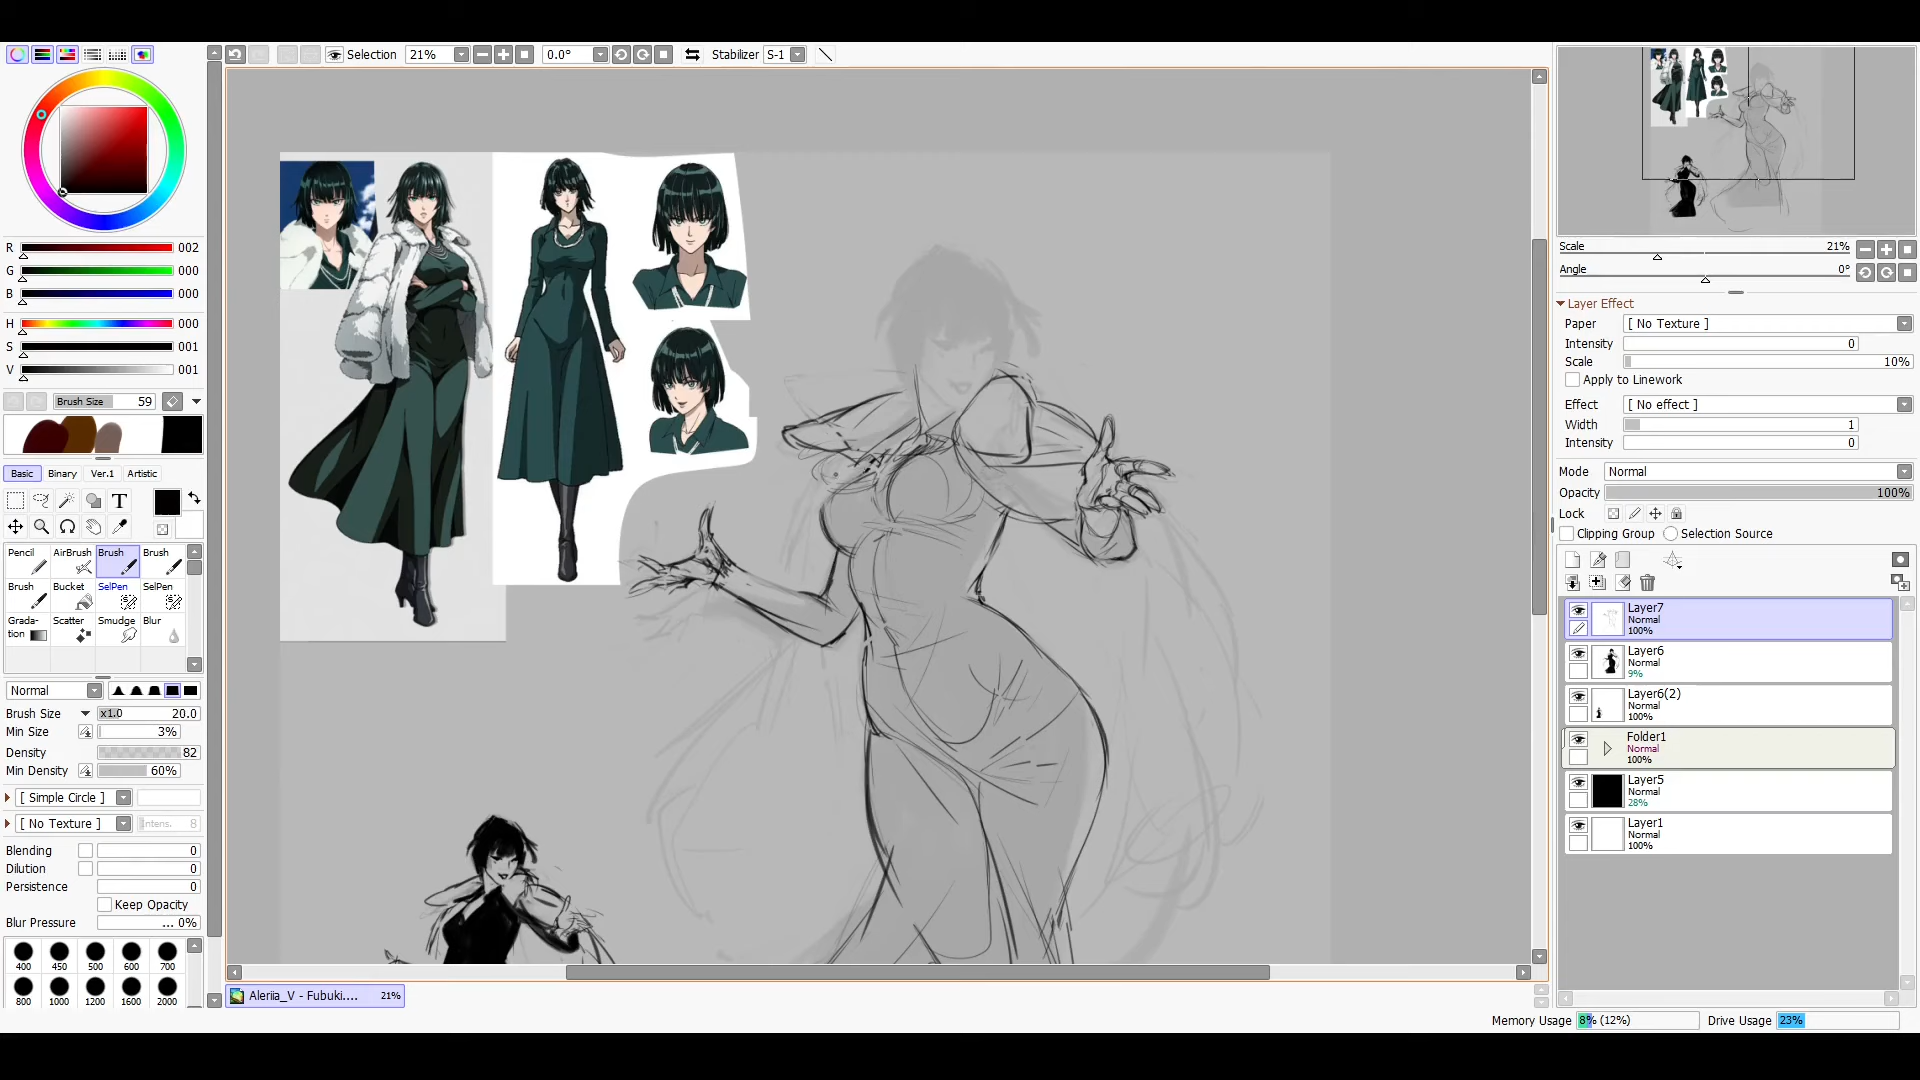 Selection 21% 0.0° Stabilizer S-1
R 002
G 000
B 000
H 000
S 001
V 001
Brush Size 59
Basic Binary Ver.1 Artistic
T
Pencil AirBrush Brush Brush
Brush Bucket SelPen SelPen
Grada-tion Scatter Smudge Blur
Normal
Brush Size x1.0 20.0
Min Size 3%
Density 82
Min Density 60%
[ Simple Circle ]
[ No Texture ] Intens. 8
Blending 0
Dilution 0
Persistence 0
Keep Opacity
Blur Pressure ... 0%
400 450 500 600 700
800 1000 1200 1600 2000
Aleriia_V - Fubuki.... 21%
Scale 21%
Angle 0°
Layer Effect
Paper [ No Texture ]
Intensity 0
Scale 10%
Apply to Linework
Effect [ No effect ]
Width 1
Intensity 0
Mode Normal
Opacity 100%
Lock
Clipping Group Selection Source
Layer7
Normal
100%
Layer6
Normal
9%
Layer6(2)
Normal
100%
Folder1
Normal
100%
Layer5
Normal
28%
Layer1
Normal
100%
Memory Usage 8% (12%) Drive Usage 23%